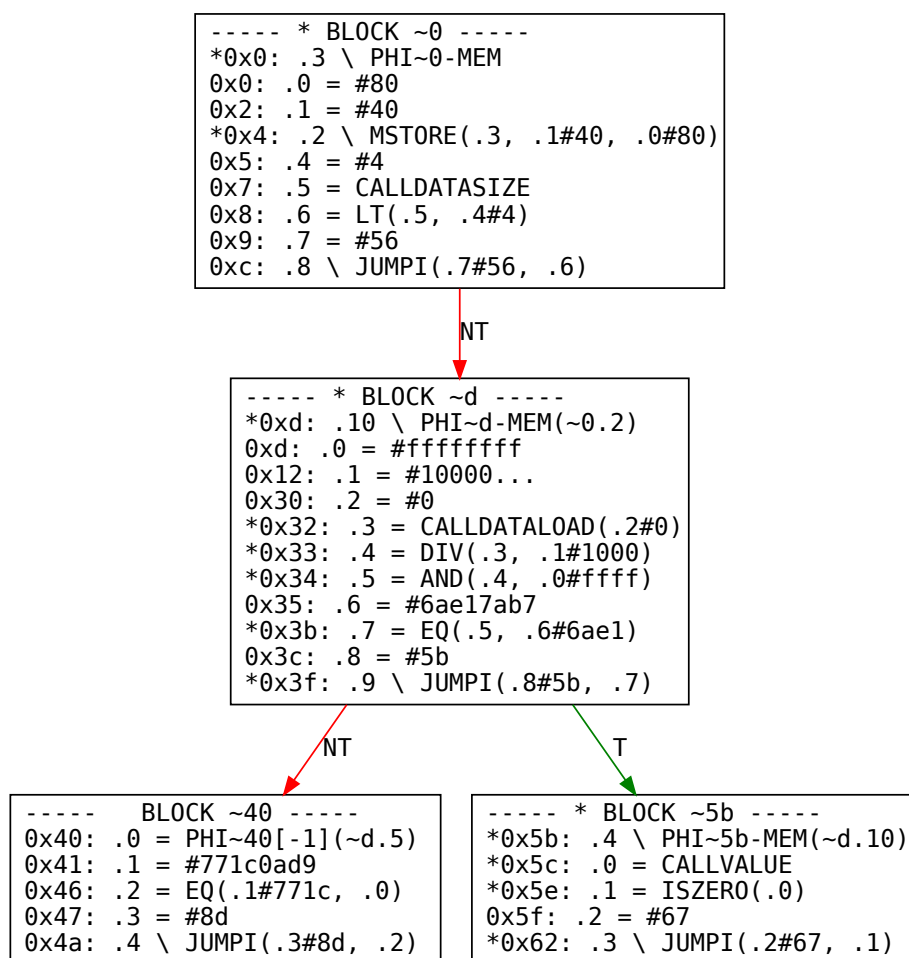 ----- * BLOCK ~0 -----
*0x0: .3 \ PHI~0-MEM
0x0: .0 = #80
0x2: .1 = #40
*0x4: .2 \ MSTORE(.3, .1#40, .0#80)
0x5: .4 = #4
0x7: .5 = CALLDATASIZE
0x8: .6 = LT(.5, .4#4)
0x9: .7 = #56
0xc: .8 \ JUMPI(.7#56, .6)
NT
----- * BLOCK ~d -----
*0xd: .10 \ PHI~d-MEM(~0.2)
0xd: .0 = #ffffffff
0x12: .1 = #10000...
0x30: .2 = #0
*0x32: .3 = CALLDATALOAD(.2#0)
*0x33: .4 = DIV(.3, .1#1000)
*0x34: .5 = AND(.4, .0#ffff)
0x35: .6 = #6ae17ab7
*0x3b: .7 = EQ(.5, .6#6ae1)
0x3c: .8 = #5b
*0x3f: .9 \ JUMPI(.8#5b, .7)
NT
T
-----   BLOCK ~40 -----
0x40: .0 = PHI~40[-1](~d.5)
0x41: .1 = #771c0ad9
0x46: .2 = EQ(.1#771c, .0)
0x47: .3 = #8d
0x4a: .4 \ JUMPI(.3#8d, .2)
----- * BLOCK ~5b -----
*0x5b: .4 \ PHI~5b-MEM(~d.10)
*0x5c: .0 = CALLVALUE
*0x5e: .1 = ISZERO(.0)
0x5f: .2 = #67
*0x62: .3 \ JUMPI(.2#67, .1)